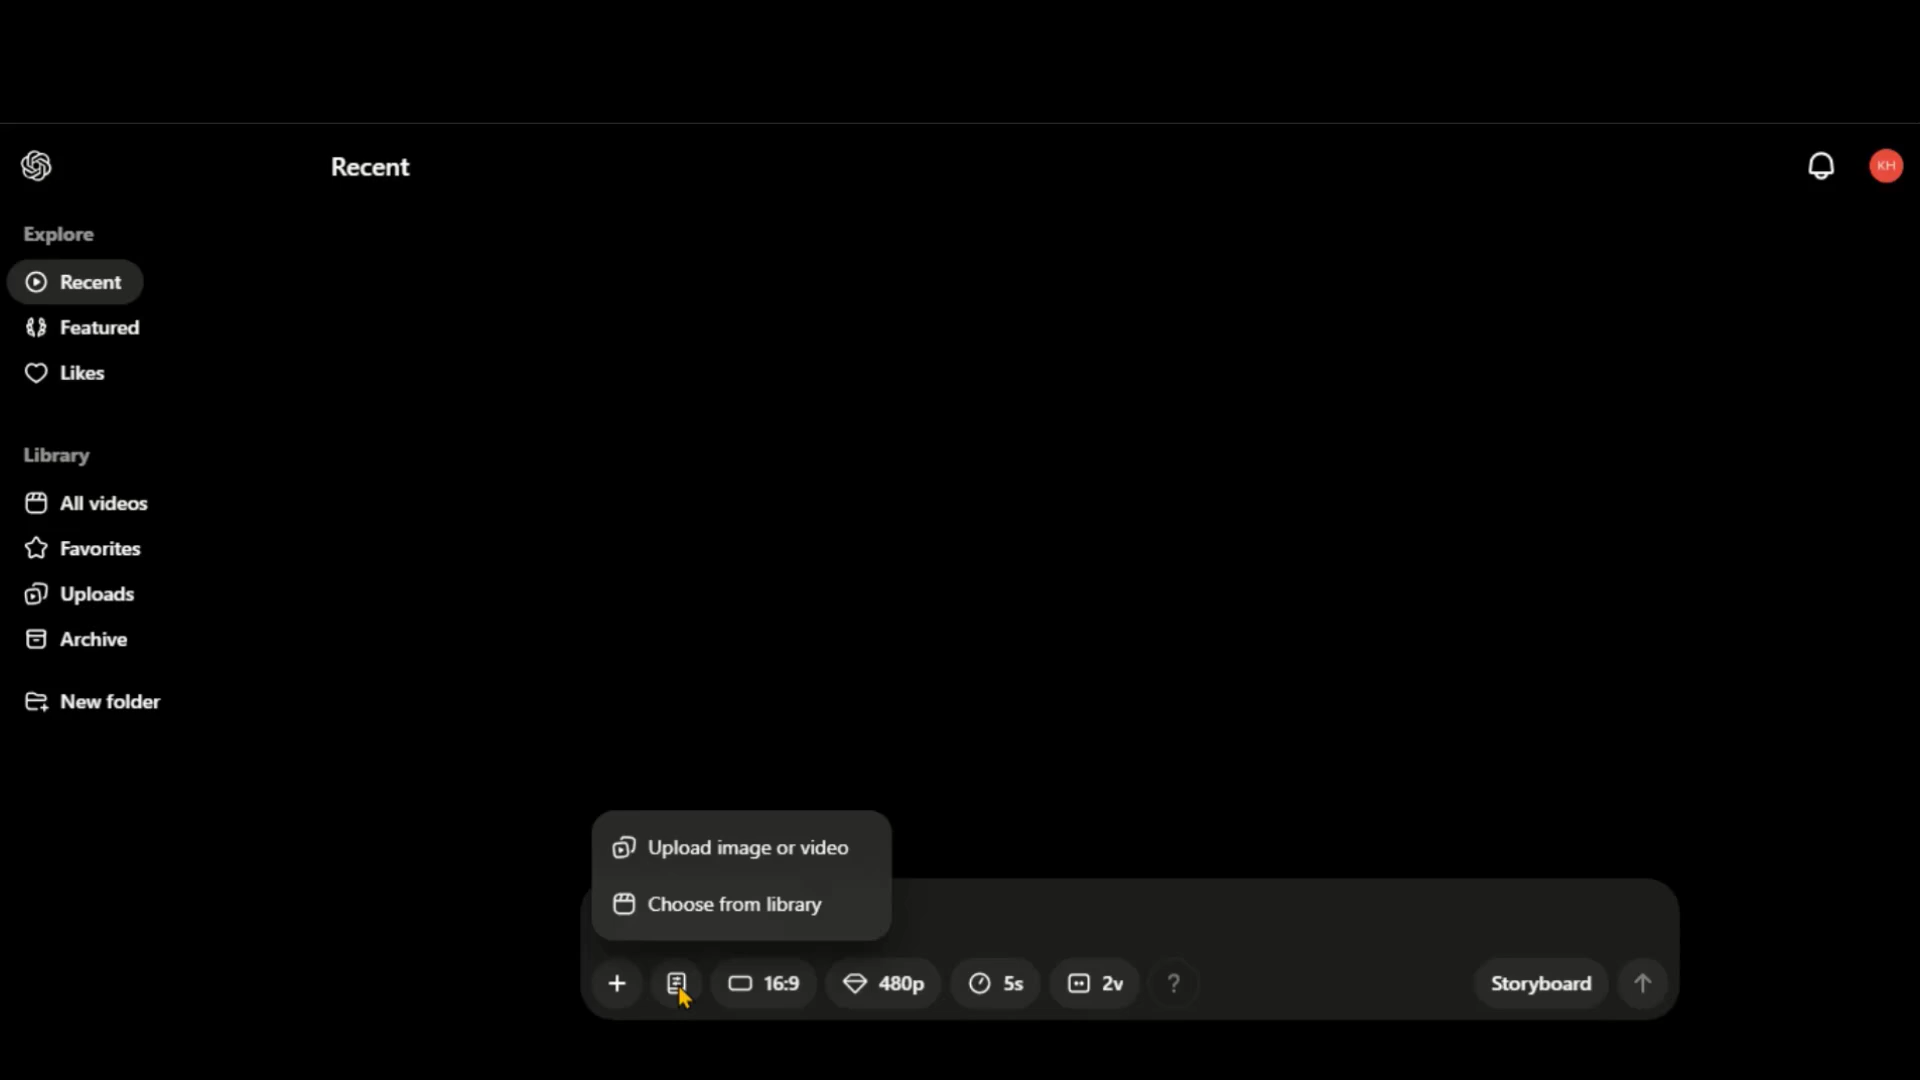 Recent
KH
Explore
Recent
Featured
Likes
Library
All videos
Favorites
Uploads
Archive
New folder
Upload image or video
Choose from library
+ 16:9 480p 5s 2v ? Storyboard